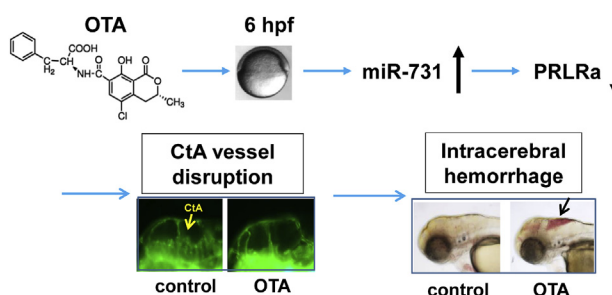 OTA
6 hpf
COOH
CH₂
NH
O
OH
O
O
O
CH₃
Cl
miR-731
PRLRa
CtA vessel
disruption
Intracerebral
hemorrhage
CtA
control
OTA
control
OTA